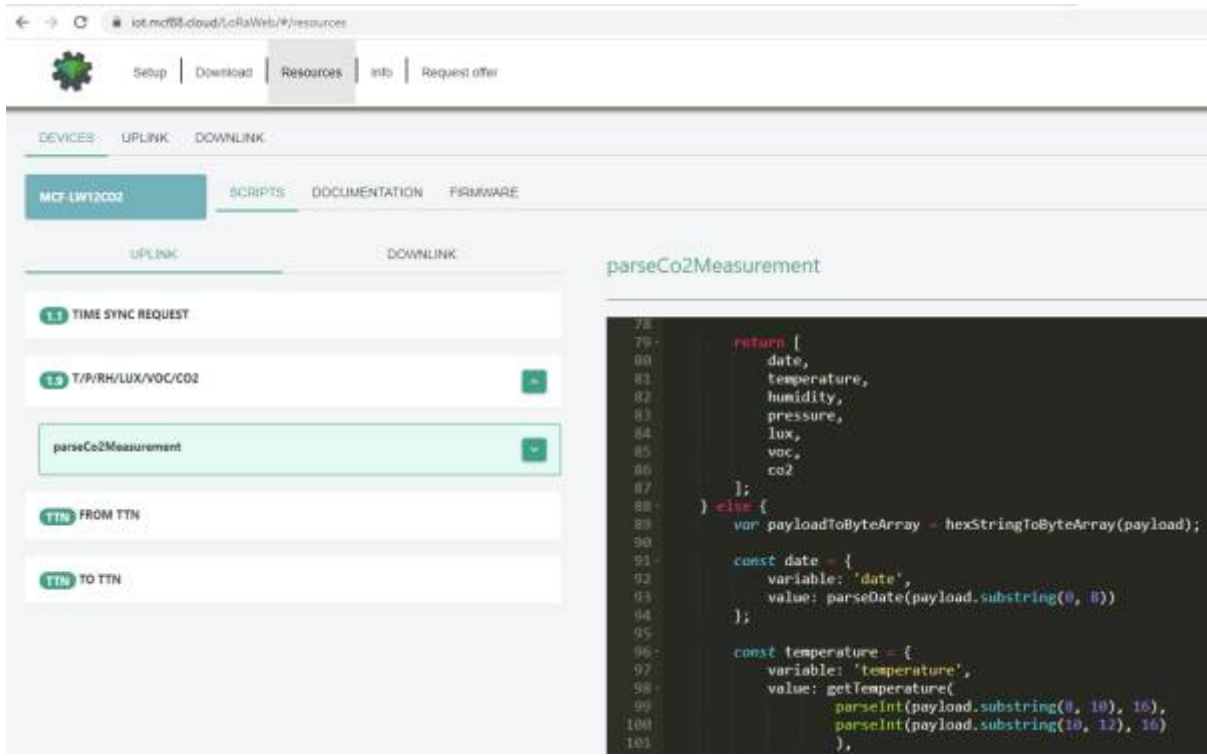 iot.mcf88.cloud/LoRaWeb/#/resources
Setup Download Resources Info Request offer
DEVICES UPLINK DOWNLINK
MCF-LW12CO2 SCRIPTS DOCUMENTATION FIRMWARE
UPLINK DOWNLINK
1.1 TIME SYNC REQUEST
1.9 T/P/RH/LUX/VOC/CO2
parseCo2Measurement
TTN FROM TTN
TTN TO TTN
parseCo2Measurement
78
79 return [
80 date,
81 temperature,
82 humidity,
83 pressure,
84 lux,
85 voc,
86 co2
87 ];
88 } else {
89 var payloadToByteArray = hexStringToByteArray(payload);
90
91 const date = {
92 variable: 'date',
93 value: parseDate(payload.substring(0, 8))
94 };
95
96 const temperature = {
97 variable: 'temperature',
98 value: getTemperature(
99 parseInt(payload.substring(8, 10), 16),
100 parseInt(payload.substring(10, 12), 16)
101 ),